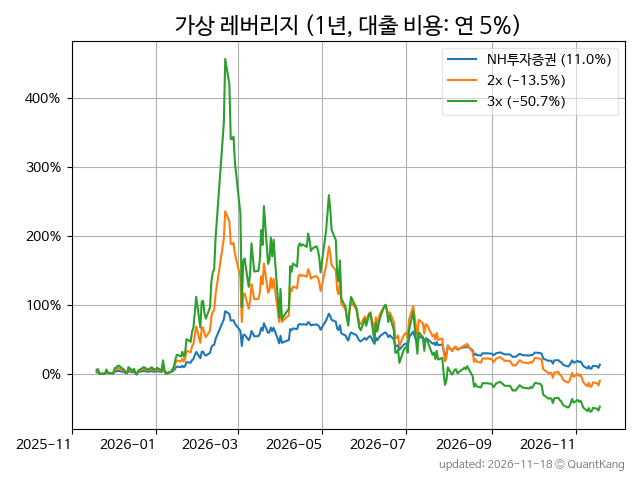 가상 레버리지 (1년, 대출 비용: 연 5%)
NH투자증권 (11.0%)
2x (-13.5%)
3x (-50.7%)
400%
300%
200%
100%
0%
2025-11
2026-01
2026-03
2026-05
2026-07
2026-09
2026-11
updated: 2026-11-18 © QuantKang